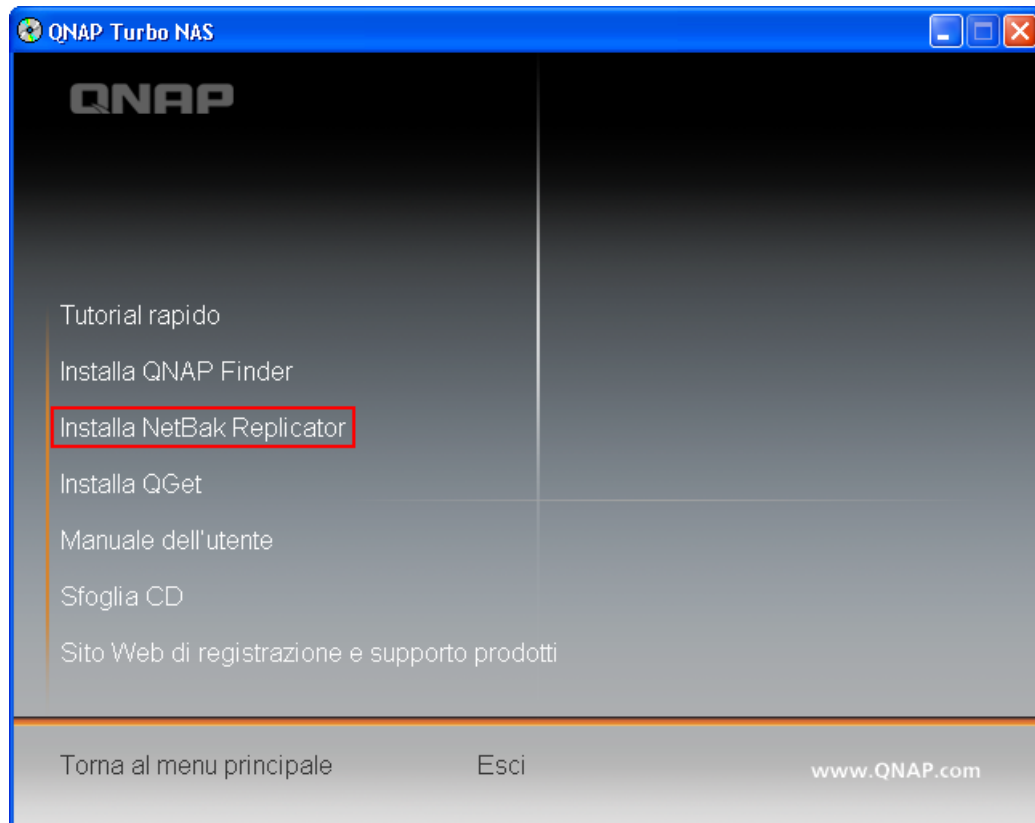 QNAP Turbo NAS
QNAP
Tutorial rapido
Installa QNAP Finder
Installa NetBak Replicator
Installa QGet
Manuale dell'utente
Sfoglia CD
Sito Web di registrazione e supporto prodotti
Torna al menu principale
Esci
www.QNAP.com